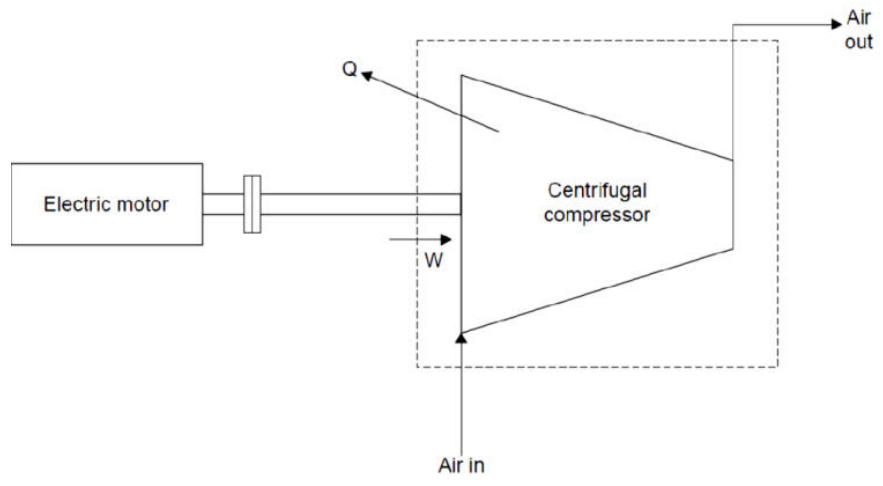 Air
out
Q
Electric motor
Centrifugal
compressor
W
Air in